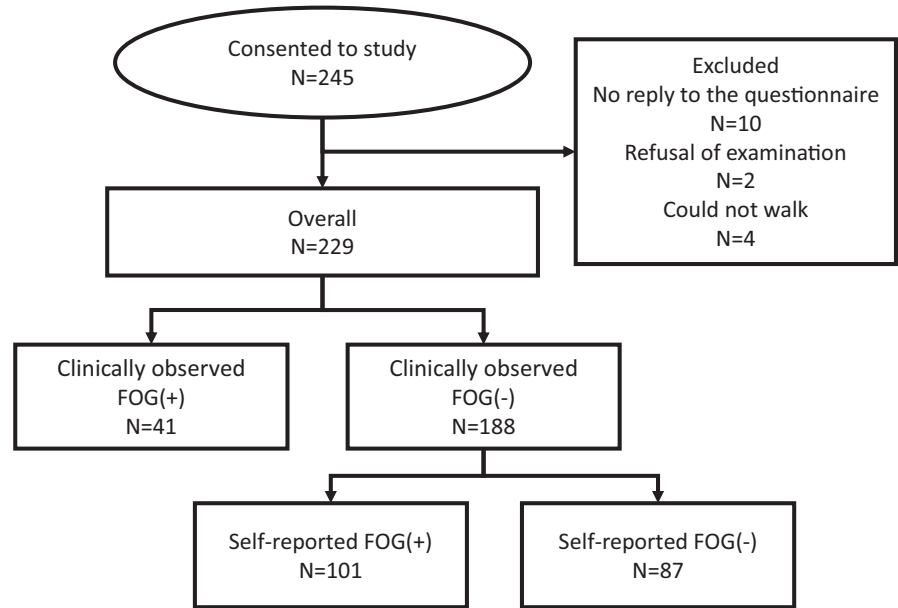 Consented to study
N=245
Excluded
No reply to the questionnaire
N=10
Refusal of examination
N=2
Could not walk
N=4
Overall
N=229
Clinically observed
FOG(+)
N=41
Clinically observed
FOG(-)
N=188
Self-reported FOG(+)
N=101
Self-reported FOG(-)
N=87